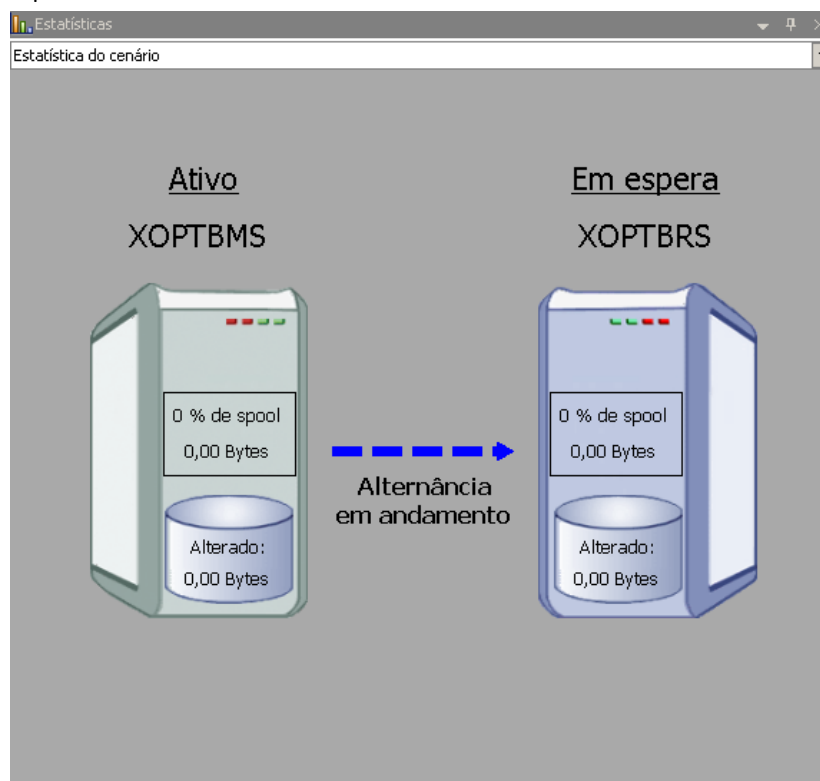 Estatísticas
Estatística do cenário
Ativo
Em espera
XOPTBMS
XOPTBRS
0 % de spool
0,00 Bytes
0 % de spool
0,00 Bytes
Alternância
em andamento
Alterado:
0,00 Bytes
Alterado:
0,00 Bytes